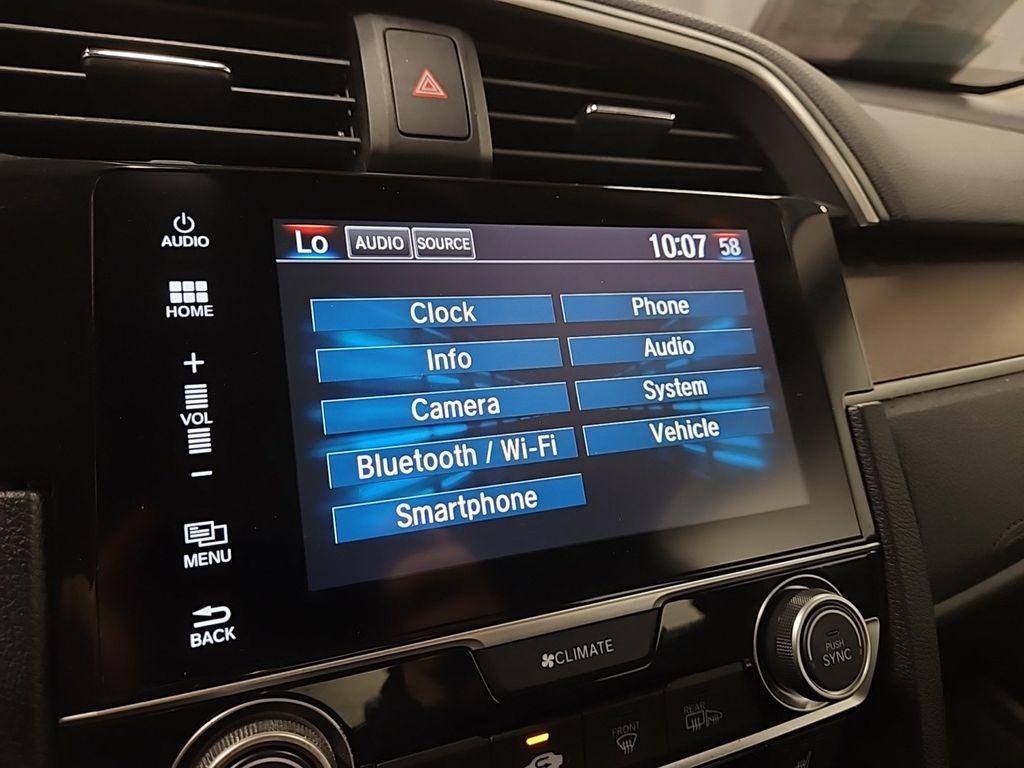 AUDIO
HOME
+
VOL
-
MENU
BACK
Lo AUDIO SOURCE 10:07 58
Clock Phone
Info Audio
Camera System
Bluetooth / Wi-Fi Vehicle
Smartphone
CLIMATE
PUSH
SYNC
FRONT
REAR